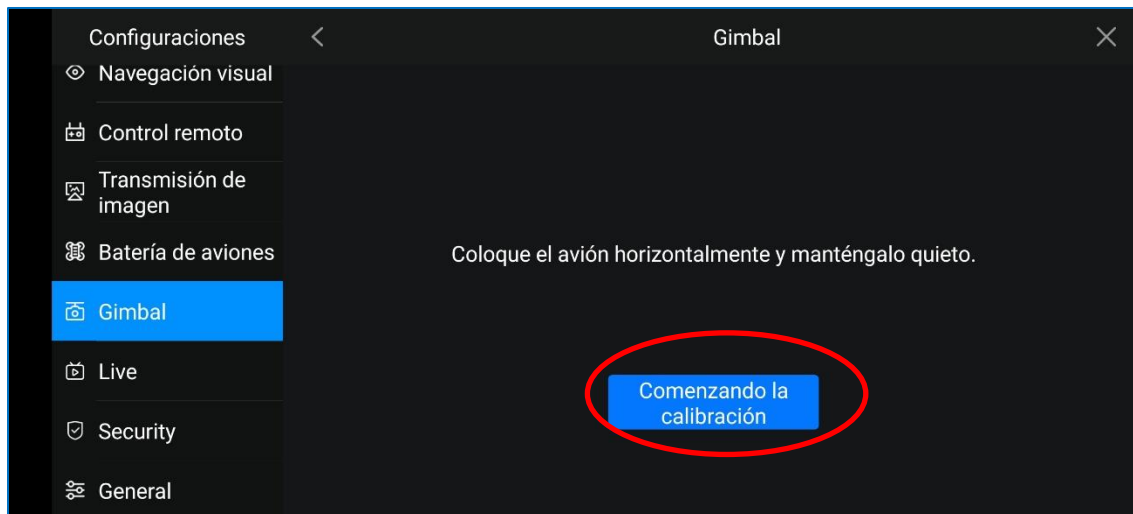 Configuraciones
Gimbal
Navegación visual
Control remoto
Transmisión de
imagen
Batería de aviones
Gimbal
Live
Security
General
Coloque el avión horizontalmente y manténgalo quieto.
Comenzando la
calibración